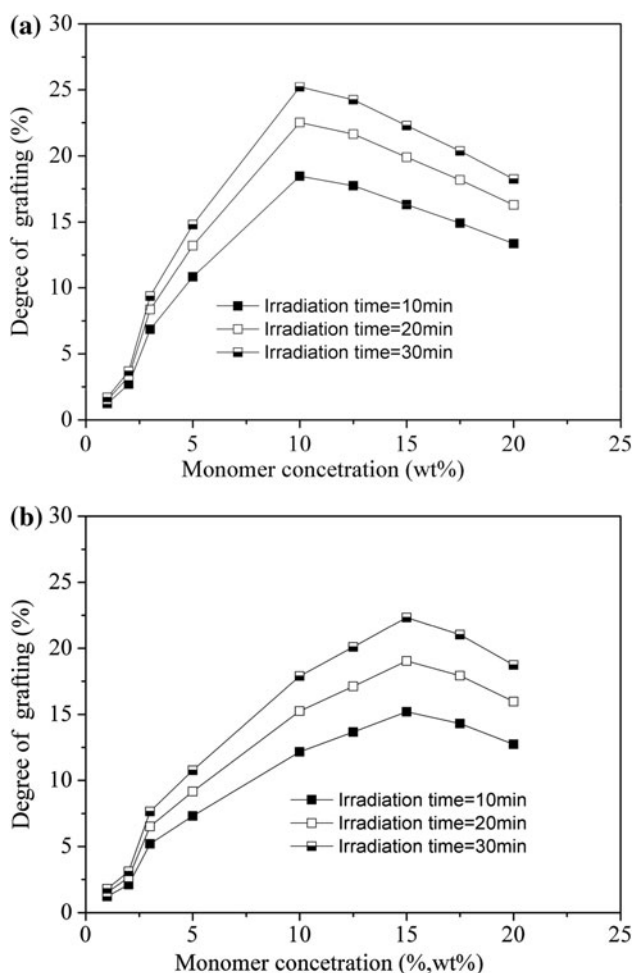 (a)
30
25
20
15
10
5
0
Degree of grafting (%)
Irradiation time=10min
Irradiation time=20min
Irradiation time=30min
0 5 10 15 20 25
Monomer concetration (wt%)
(b)
30
25
20
15
10
5
0
Degree of grafting (%)
Irradiation time=10min
Irradiation time=20min
Irradiation time=30min
0 5 10 15 20 25
Monomer concetration (%,wt%)